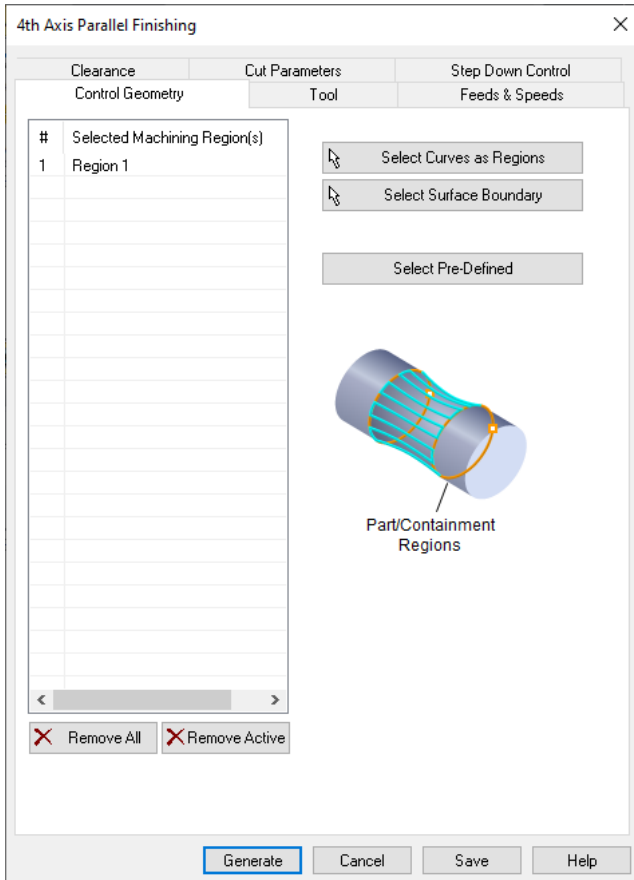 4th Axis Parallel Finishing
Clearance Cut Parameters Step Down Control
Control Geometry Tool Feeds & Speeds
# Selected Machining Region(s)
1 Region 1
Select Curves as Regions
Select Surface Boundary
Select Pre-Defined
Part/Containment
Regions
Remove All Remove Active
Generate Cancel Save Help